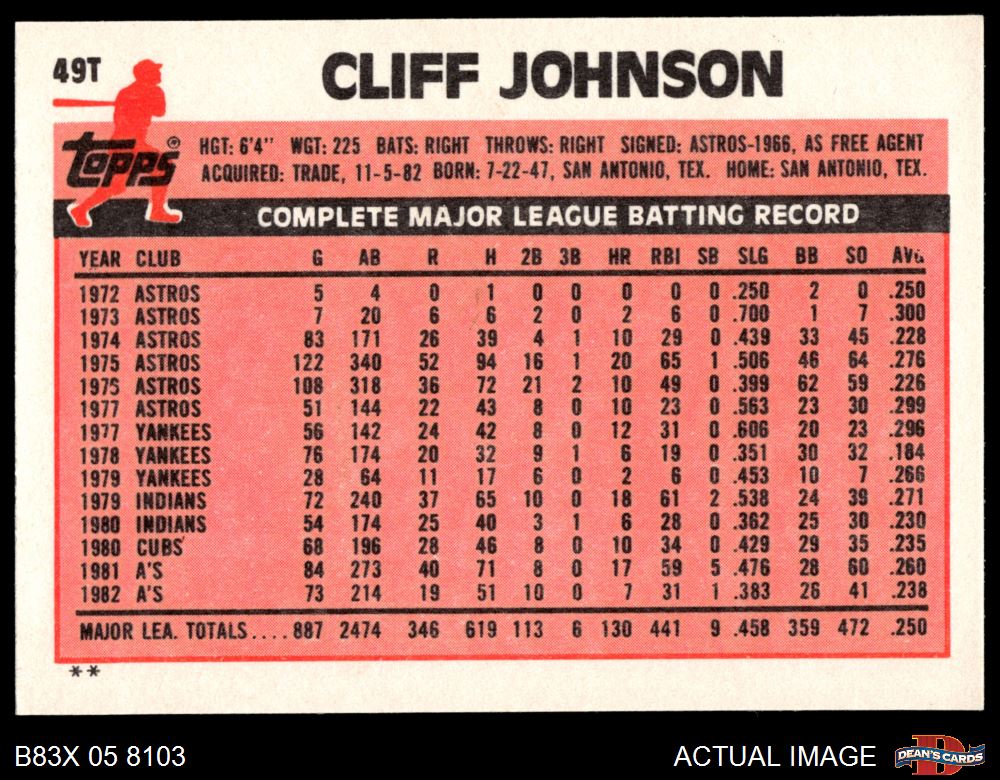 49T
CLIFF JOHNSON
topps®
HGT: 6'4" WGT: 225 BATS: RIGHT THROWS: RIGHT SIGNED: ASTROS-1966, AS FREE AGENT
ACQUIRED: TRADE, 11-5-82 BORN: 7-22-47, SAN ANTONIO, TEX. HOME: SAN ANTONIO, TEX.
COMPLETE MAJOR LEAGUE BATTING RECORD
YEAR CLUB G AB R H 2B 3B HR RBI SB SLG BB SO AVG
1972 ASTROS 5 4 0 1 0 0 0 0 0 .250 2 0 .250
1973 ASTROS 7 20 6 6 2 0 2 6 0 .700 1 7 .300
1974 ASTROS 83 171 26 39 4 1 10 29 0 .439 33 45 .228
1975 ASTROS 122 340 52 94 16 1 20 65 1 .506 46 64 .276
1976 ASTROS 108 318 36 72 21 2 10 49 0 .399 62 59 .226
1977 ASTROS 51 144 22 43 8 0 10 23 0 .563 23 30 .299
1977 YANKEES 56 142 24 42 8 0 12 31 0 .606 20 23 .296
1978 YANKEES 76 174 20 32 9 1 6 19 0 .351 30 32 .184
1979 YANKEES 28 64 11 17 6 0 2 6 0 .453 10 7 .266
1979 INDIANS 72 240 37 65 10 0 18 61 2 .538 24 39 .271
1980 INDIANS 54 174 25 40 3 1 6 28 0 .362 25 30 .230
1980 CUBS 68 196 28 46 8 0 10 34 0 .429 29 35 .235
1981 A'S 84 273 40 71 8 0 17 59 5 .476 28 60 .260
1982 A'S 73 214 19 51 10 0 7 31 1 .383 26 41 .238
MAJOR LEA. TOTALS....887 2474 346 619 113 6 130 441 9 .458 359 472 .250
**
B83X 05 8103
ACTUAL IMAGE
DEAN'S CARDS